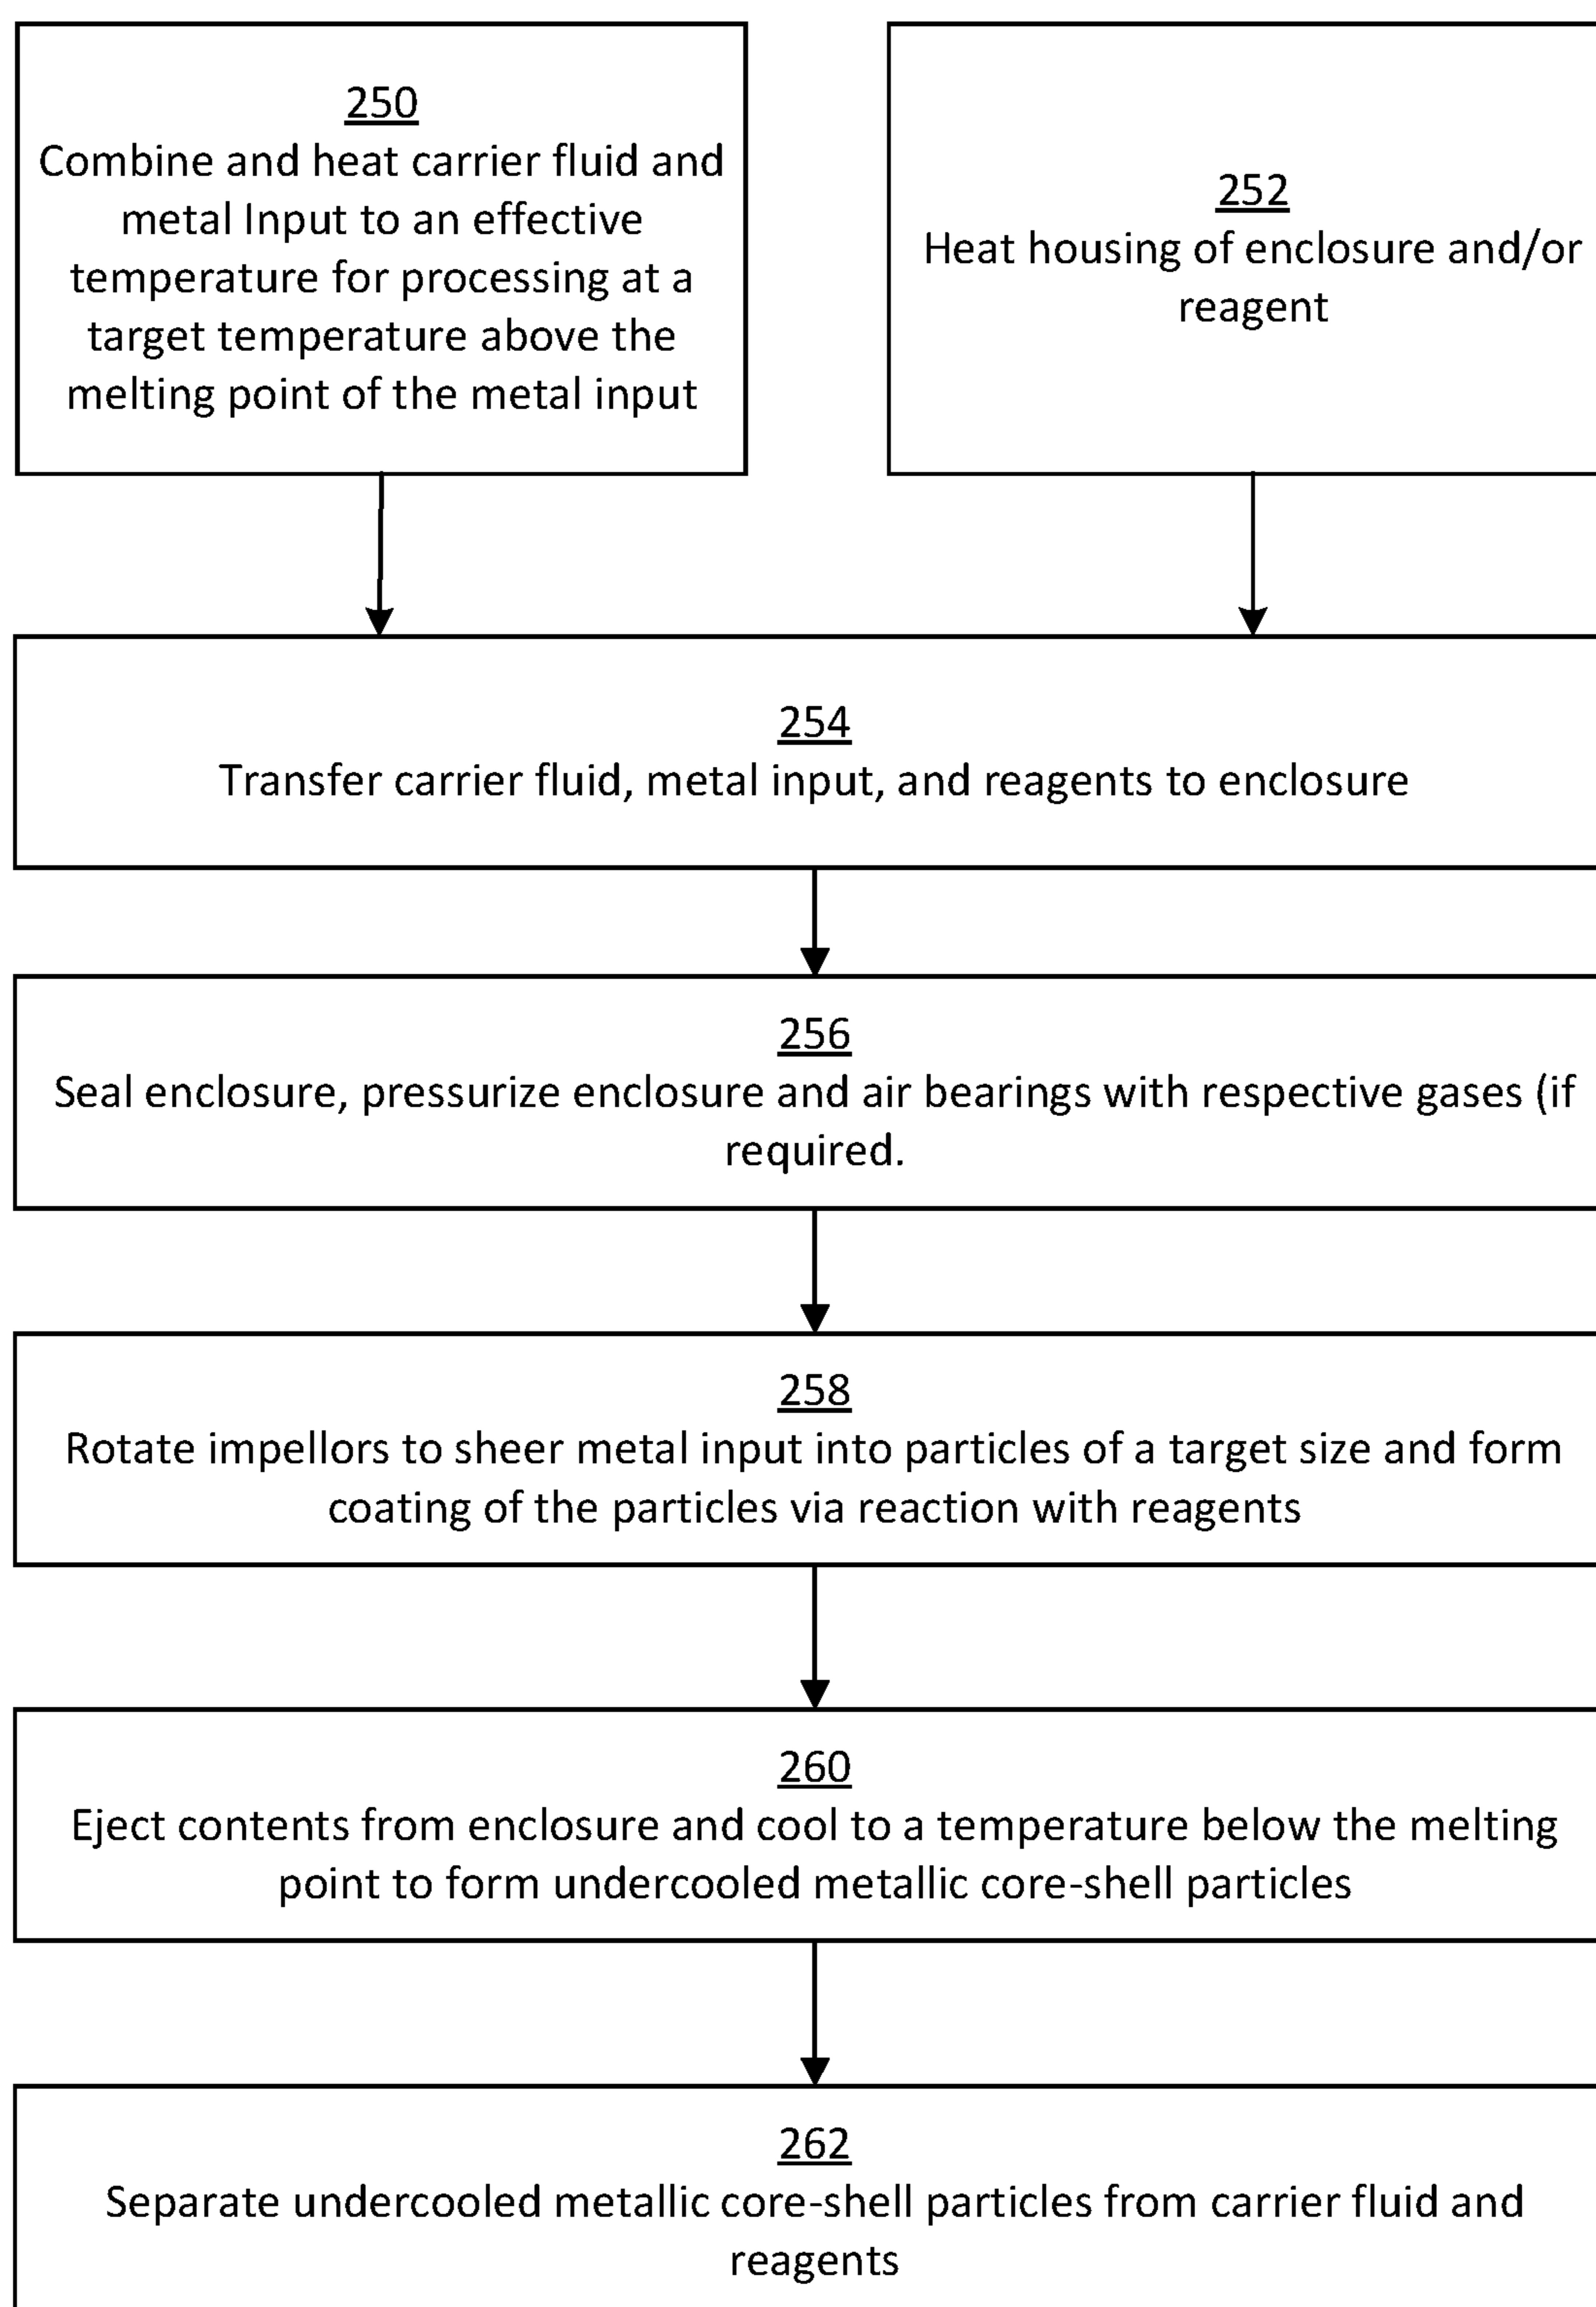 250
Combine and heat carrier fluid and
metal Input to an effective
temperature for processing at a
target temperature above the
melting point of the metal input
252
Heat housing of enclosure and/or
reagent
254
Transfer carrier fluid, metal input, and reagents to enclosure
256
Seal enclosure, pressurize enclosure and air bearings with respective gases (if
required.
258
Rotate impellors to sheer metal input into particles of a target size and form
coating of the particles via reaction with reagents
260
Eject contents from enclosure and cool to a temperature below the melting
point to form undercooled metallic core-shell particles
262
Separate undercooled metallic core-shell particles from carrier fluid and
reagents